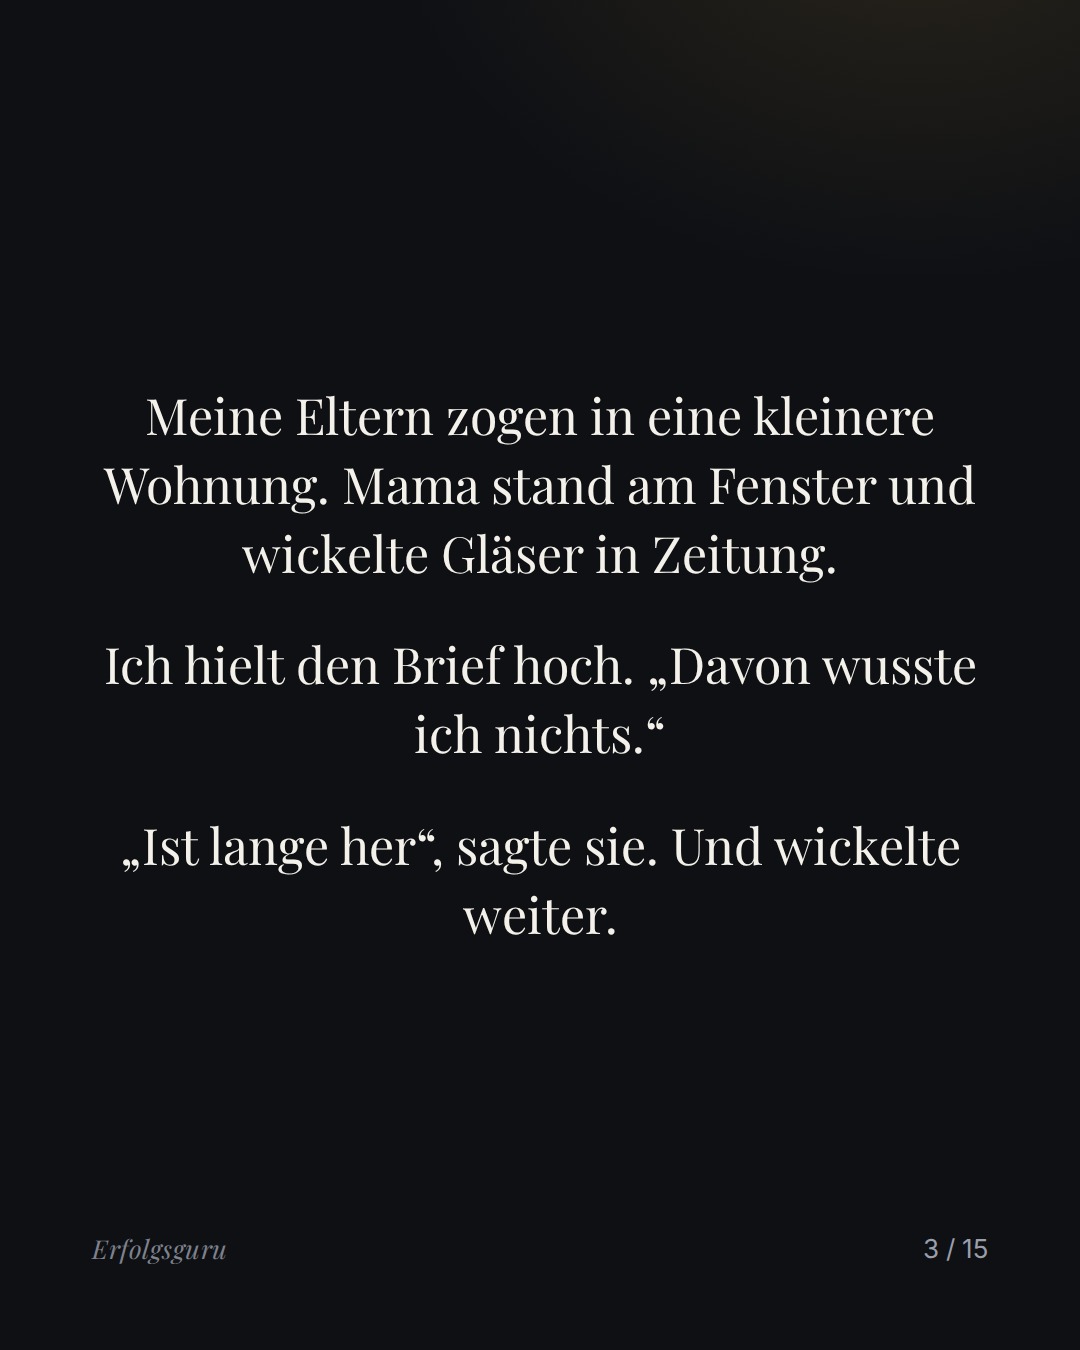 Meine Eltern zogen in eine kleinere
Wohnung. Mama stand am Fenster und
wickelte Gläser in Zeitung.
Ich hielt den Brief hoch. „Davon wusste
ich nichts.“
„Ist lange her“, sagte sie. Und wickelte
weiter.
Erfolgsguru
3 / 15